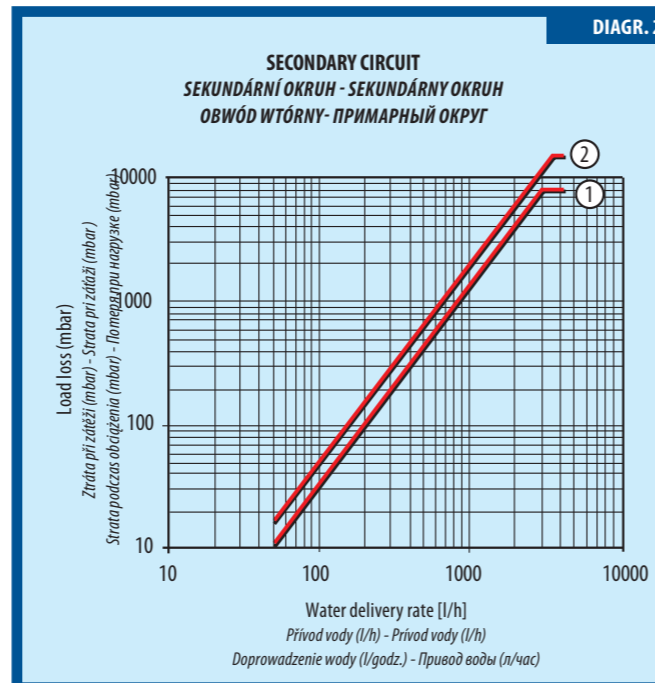 DIAGR. 2
SECONDARY CIRCUIT
SEKUNDÁRNÍ OKRUH - SEKUNDÁRNY OKRUH
OBWÓD WTÓRNY- ПРИМАРНЫЙ ОКРУГ
Load loss (mbar)
Ztráta při zatěži (mbar) - Strata pri záťaži (mbar )
Strata podczas obciążenia (mbar) - Потеря при нагрузке (mbar)
10000
1000
100
10
2
1
10 100 1000 10000
Water delivery rate [l/h]
Přívod vody (l/h) - Prívod vody (l/h)
Doprowadzenie wody (l/godz.) - Привод воды (л/час)